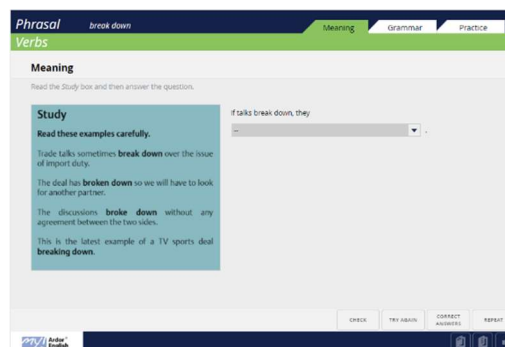 Phrasal break down
Meaning Grammar Practice
Verbs
Meaning
Read the Study box and then answer the question.
Study
Read these examples carefully.
Trade talks sometimes break down over the issue
of import duty.
The deal has broken down so we will have to look
for another partner.
The discussions broke down without any
agreement between the two sides.
This is the latest example of a TV sports deal
breaking down.
If talks break down, they
-- .
CHECK
TRY AGAIN
CORRECT
ANSWERS
REPEAT
my Ardor
English